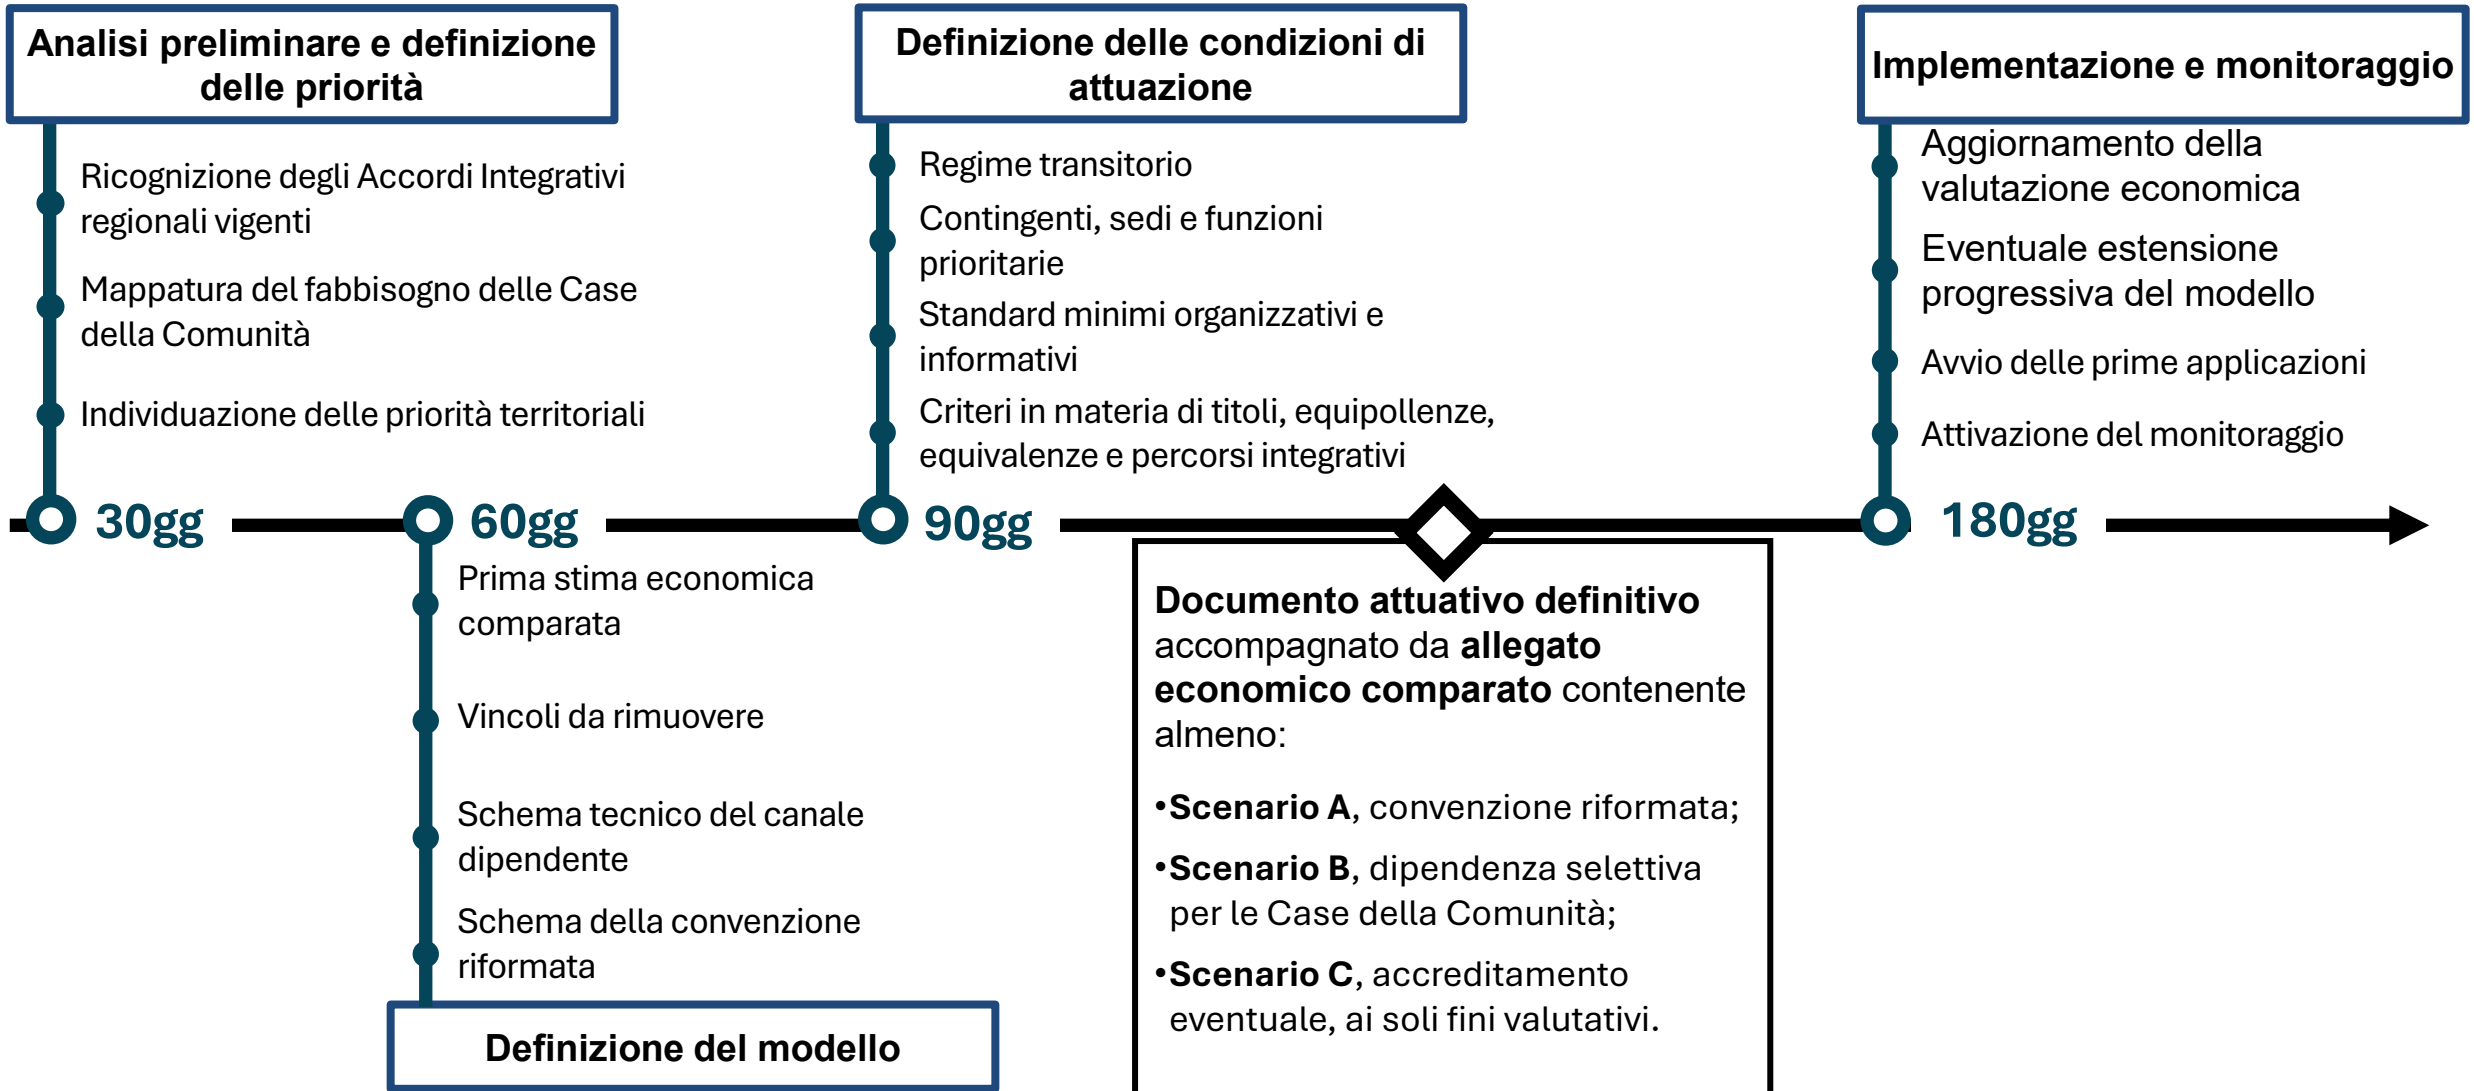 Analisi preliminare e definizione
delle priorità
Ricognizione degli Accordi Integrativi
regionali vigenti
Mappatura del fabbisogno delle Case
della Comunità
Individuazione delle priorità territoriali
30gg
60gg
Prima stima economica
comparata
Vincoli da rimuovere
Schema tecnico del canale
dipendente
Schema della convenzione
riformata
Definizione del modello
Definizione delle condizioni di
attuazione
Regime transitorio
Contingenti, sedi e funzioni
prioritarie
Standard minimi organizzativi e
informativi
Criteri in materia di titoli, equipollenze,
equivalenze e percorsi integrativi
90gg
Documento attuativo definitivo
accompagnato da allegato
economico comparato contenente
almeno:
•Scenario A, convenzione riformata;
•Scenario B, dipendenza selettiva
per le Case della Comunità;
•Scenario C, accreditamento
eventuale, ai soli fini valutativi.
Implementazione e monitoraggio
Aggiornamento della
valutazione economica
Eventuale estensione
progressiva del modello
Avvio delle prime applicazioni
Attivazione del monitoraggio
180gg